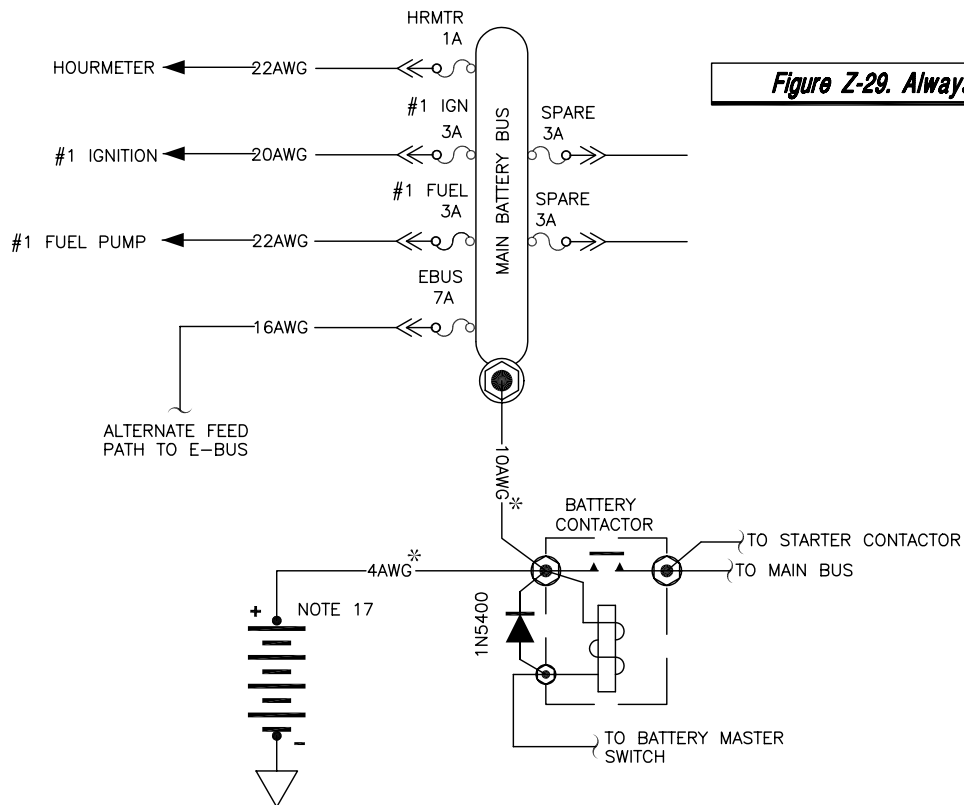 HRMTR
1A
HOURMETER
22AWG
#1 IGN
3A
#1 IGNITION
20AWG
#1 FUEL
3A
#1 FUEL PUMP
22AWG
EBUS
7A
16AWG
ALTERNATE FEED
PATH TO E-BUS
MAIN BATTERY BUS
SPARE
3A
SPARE
3A
Figure Z-29. Always
10AWG*
BATTERY
CONTACTOR
TO STARTER CONTACTOR
TO MAIN BUS
4AWG*
+ NOTE 17
-
1N5400
TO BATTERY MASTER
SWITCH